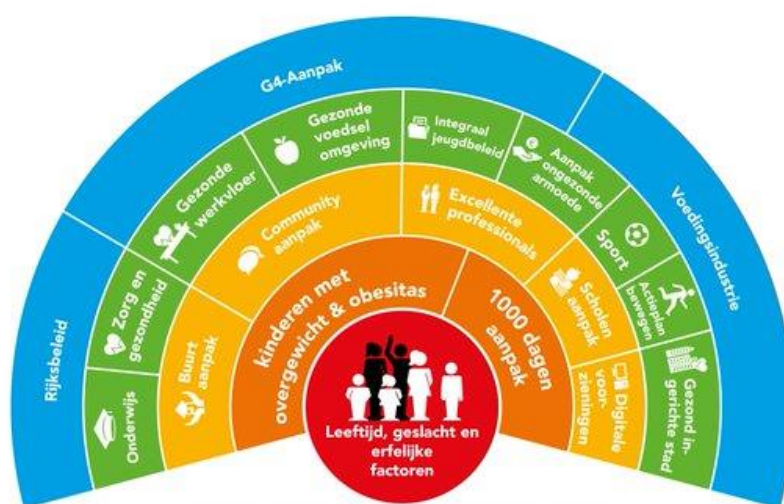 G4-Aanpak
Rijksbeleid
Voedingsindustrie
Onderwijs
Zorg en
gezondheid
Gezonde
werkvloer
Gezonde
voedsel
omgeving
Integraal
jeugdbeleid
Aanpak
ongezonde
armoede
Sport
Actieplan
bewegen
Gezond in-
gerichte stad
Buurt
aanpak
Community
aanpak
Excellente
professionals
Scholen
aanpak
Digitale
voor-
zieningen
kinderen met
overgewicht & obesitas
1000 dagen
aanpak
Leeftijd, geslacht en
erfelijke
factoren